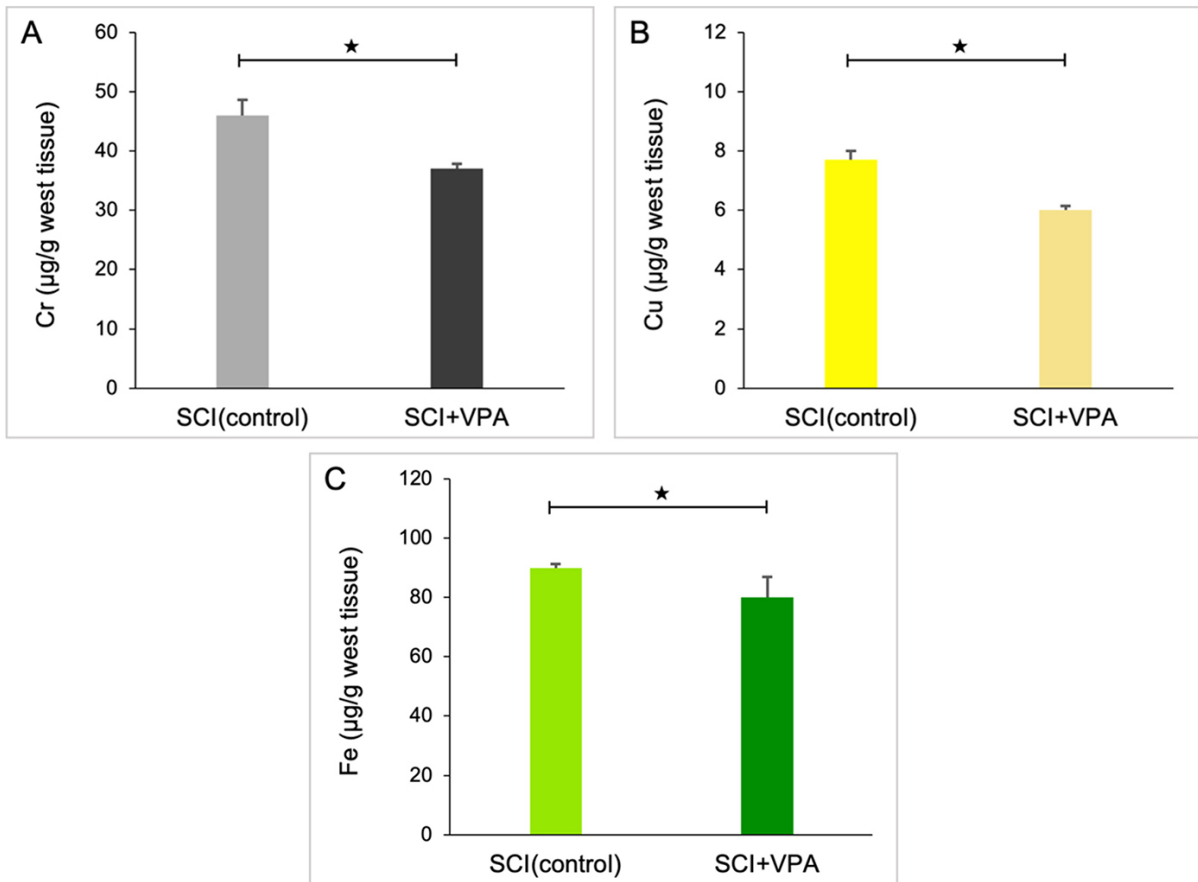 A
Cr (µg/g west tissue)
60
50
40
30
20
10
0
SCI(control) SCI+VPA
B
Cu (µg/g west tissue)
12
10
8
6
4
2
0
SCI(control) SCI+VPA
C
Fe (µg/g west tissue)
120
100
80
60
40
20
0
SCI(control) SCI+VPA